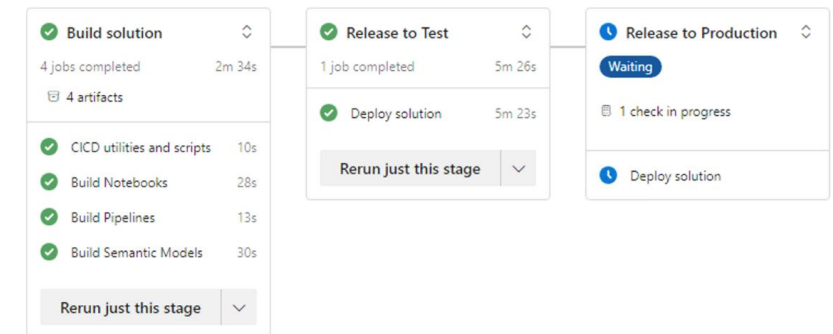 Build solution
4 jobs completed 2m 34s
4 artifacts
CICD utilities and scripts 10s
Build Notebooks 28s
Build Pipelines 13s
Build Semantic Models 30s
Rerun just this stage
Release to Test
1 job completed 5m 26s
Deploy solution 5m 23s
Rerun just this stage
Release to Production
Waiting
1 check in progress
Deploy solution